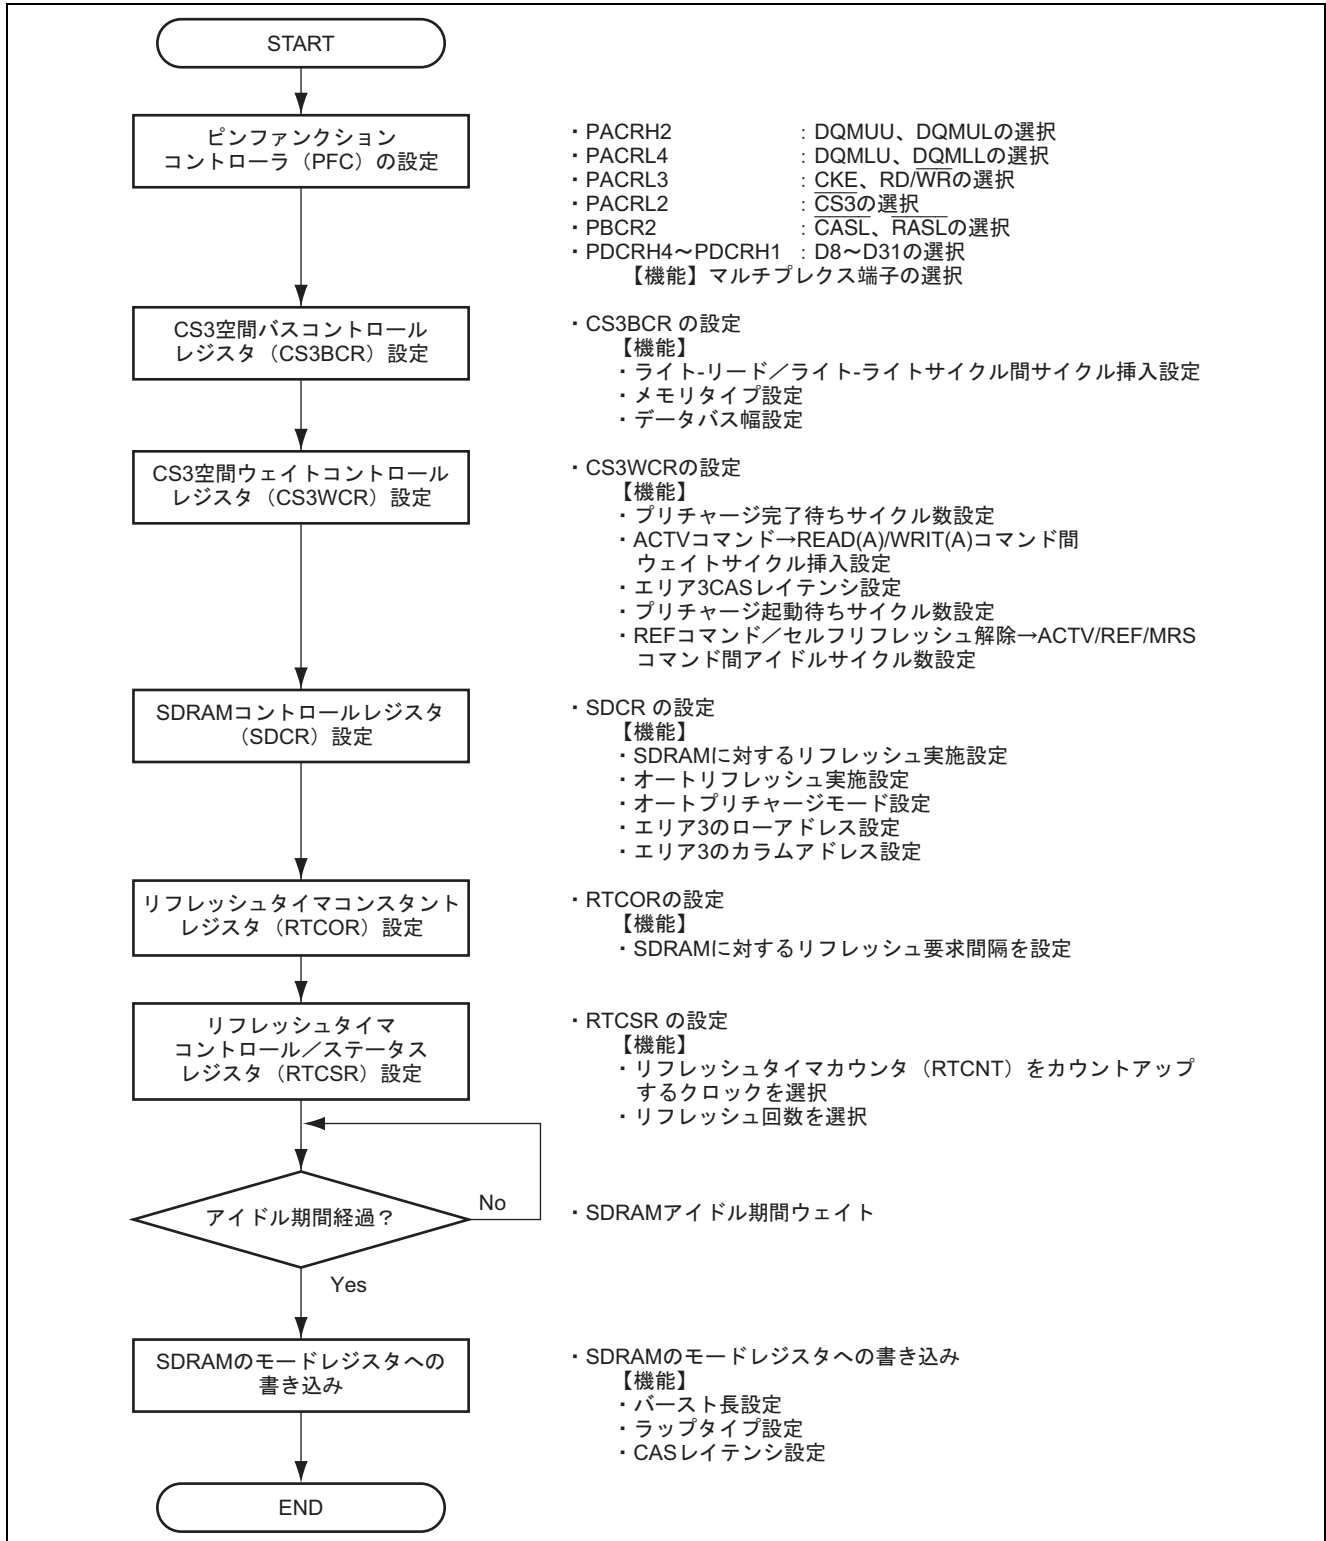 START
ピンファンクション
コントローラ（PFC）の設定
・PACRH2 : DQMUU、DQMULの選択
・PACRL4 : DQMLU、DQMLLの選択
・PACRL3 : CKE、RD/W̅R̅の選択
・PACRL2 : C̅S̅3̅の選択
・PBCR2 : C̅A̅S̅L̅、R̅A̅S̅L̅の選択
・PDCRH4～PDCRH1 : D8～D31の選択
【機能】マルチプレクス端子の選択
CS3空間バスコントロール
レジスタ（CS3BCR）設定
・CS3BCR の設定
【機能】
・ライト-リード／ライト-ライトサイクル間サイクル挿入設定
・メモリタイプ設定
・データバス幅設定
CS3空間ウェイトコントロール
レジスタ（CS3WCR）設定
・CS3WCRの設定
【機能】
・プリチャージ完了待ちサイクル数設定
・ACTVコマンド→READ(A)/WRIT(A)コマンド間
ウェイトサイクル挿入設定
・エリア3CASレイテンシ設定
・プリチャージ起動待ちサイクル数設定
・REFコマンド／セルフリフレッシュ解除→ACTV/REF/MRS
コマンド間アイドルサイクル数設定
SDRAMコントロールレジスタ
（SDCR）設定
・SDCR の設定
【機能】
・SDRAMに対するリフレッシュ実施設定
・オートリフレッシュ実施設定
・オートプリチャージモード設定
・エリア3のローアドレス設定
・エリア3のカラムアドレス設定
リフレッシュタイマコンスタント
レジスタ（RTCOR）設定
・RTCORの設定
【機能】
・SDRAMに対するリフレッシュ要求間隔を設定
リフレッシュタイマ
コントロール／ステータス
レジスタ（RTCSR）設定
・RTCSR の設定
【機能】
・リフレッシュタイマカウンタ（RTCNT）をカウントアップ
するクロックを選択
・リフレッシュ回数を選択
アイドル期間経過？
No
・SDRAMアイドル期間ウェイト
Yes
SDRAMのモードレジスタへの
書き込み
・SDRAMのモードレジスタへの書き込み
【機能】
・バースト長設定
・ラップタイプ設定
・CASレイテンシ設定
END